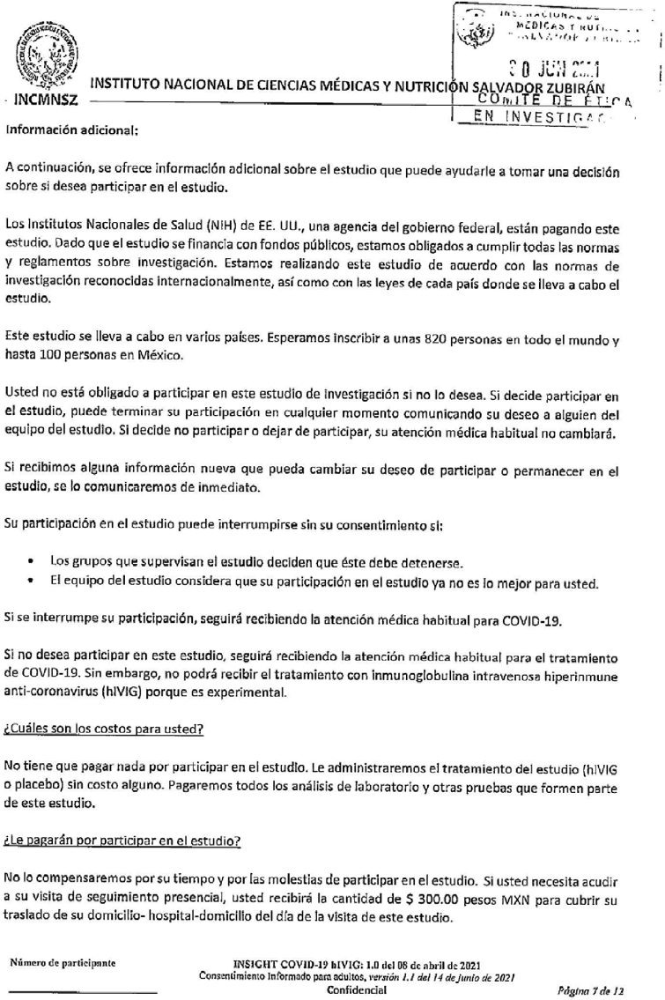 INCMNSZ
INSTITUTO NACIONAL DE CIENCIAS MÉDICAS Y NUTRICIÓN SALVADOR ZUBIRÁN
30 JUN
COMITÉ DE ÉTICA
EN
Información adicional:
A continuación, se ofrece información adicional sobre el estudio que puede ayudarle a tomar una decisión
sobre si desea participar en el estudio.
Los Institutos Nacionales de Salud (NIH) de EE. UU., una agencia del gobierno federal, están pagando este
estudio. Dado que el estudio se financia con fondos públicos, estamos obligados a cumplir todas las normas
y reglamentos sobre investigación. Estamos realizando este estudio de acuerdo con las normas de
investigación reconocidas internacionalmente, así como con las leyes de cada país donde se lleva a cabo el
estudio.
Este estudio se lleva a cabo en varios países. Esperamos inscribir a unas 820 personas en todo el mundo y
hasta 100 personas en México.
Usted no está obligado a participar en este estudio de investigación si no lo desea. Si decide participar en
el estudio, puede terminar su participación en cualquier momento comunicando su deseo a alguien del
equipo del estudio. Si decide no participar o dejar de participar, su atención médica habitual no cambiará.
Si recibimos alguna información nueva que pueda cambiar su deseo de participar o permanecer en el
estudio, se lo comunicaremos de inmediato.
Su participación en el estudio puede interrumpirse sin su consentimiento si:
• Los grupos que supervisan el estudio deciden que éste debe detenerse.
• El equipo del estudio considera que su participación en el estudio ya no es lo mejor para usted.
Si se interrumpe su participación, seguirá recibiendo la atención médica habitual para COVID-19.
Si no desea participar en este estudio, seguirá recibiendo la atención médica habitual para el tratamiento
de COVID-19. Sin embargo, no podrá recibir el tratamiento con inmunoglobulina intravenosa hiperinmune
anti-coronavirus (hIVIG) porque es experimental.
¿Cuáles son los costos para usted?
No tiene que pagar nada por participar en el estudio. Le administraremos el tratamiento del estudio (hIVIG
o placebo) sin costo alguno. Pagaremos todos los análisis de laboratorio y otras pruebas que formen parte
de este estudio.
¿Le pagarán por participar en el estudio?
No lo compensaremos por su tiempo y por las molestias de participar en el estudio. Si usted necesita acudir
a su visita de seguimiento presencial, usted recibirá la cantidad de $ 300.00 pesos MXN para cubrir su
traslado de su domicilio- hospital-domicilio del día de la visita de este estudio.
Número de participante
INSIGHT COVID-19 hIVIG: 1.0 del 08 de abril de 2021
Consentimiento Informado para adultos, versión 1.1 del 14 de junio de 2021
Confidencial
Página 7 de 12